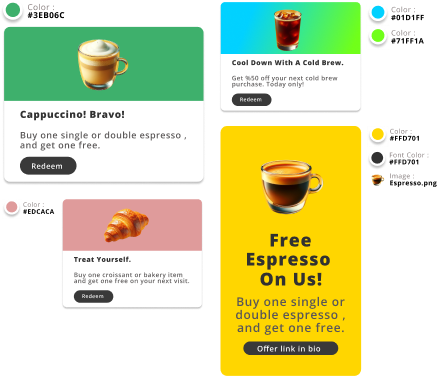 Color :
#3EB06C
Cappuccino! Bravo!
Buy one single or double espresso ,
and get one free.
Redeem
Color :
#EDCACA
Treat Yourself.
Buy one croissant or bakery item
and get one free on your next visit.
Redeem
Cool Down With A Cold Brew.
Get %50 off your next cold brew
purchase. Today only!
Redeem
Color :
#01D1FF
Color :
#71FF1A
Free
Espresso
On Us!
Buy one single or
double espresso ,
and get one free.
Offer link in bio
Color :
#FFD701
Font Color :
#FFD701
Image :
Espresso.png